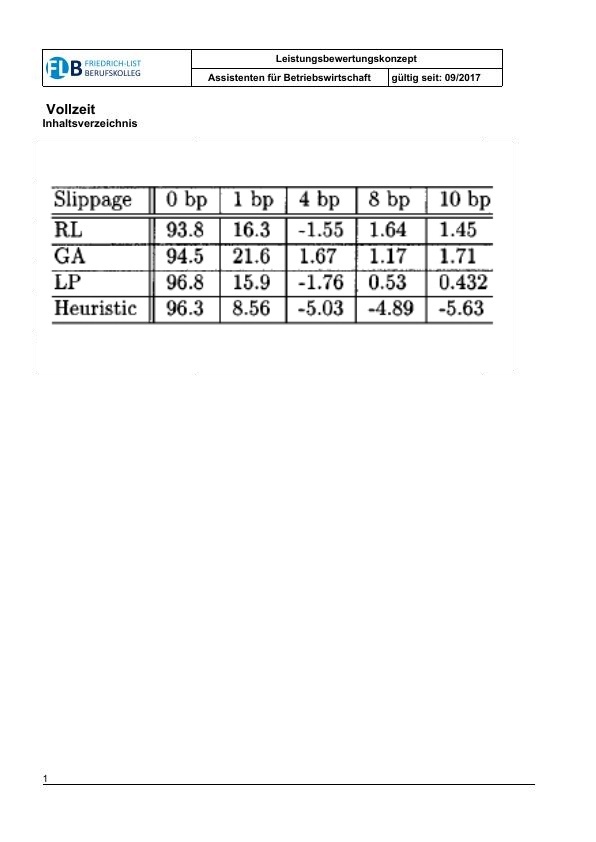 FLB FRIEDRICH-LIST
BERUFSKOLLEG
Leistungsbewertungskonzept
Assistenten für Betriebswirtschaft gültig seit: 09/2017
Vollzeit
Inhaltsverzeichnis
Slippage 0 bp 1 bp 4 bp 8 bp 10 bp
RL 93.8 16.3 -1.55 1.64 1.45
GA 94.5 21.6 1.67 1.17 1.71
LP 96.8 15.9 -1.76 0.53 0.432
Heuristic 96.3 8.56 -5.03 -4.89 -5.63
1